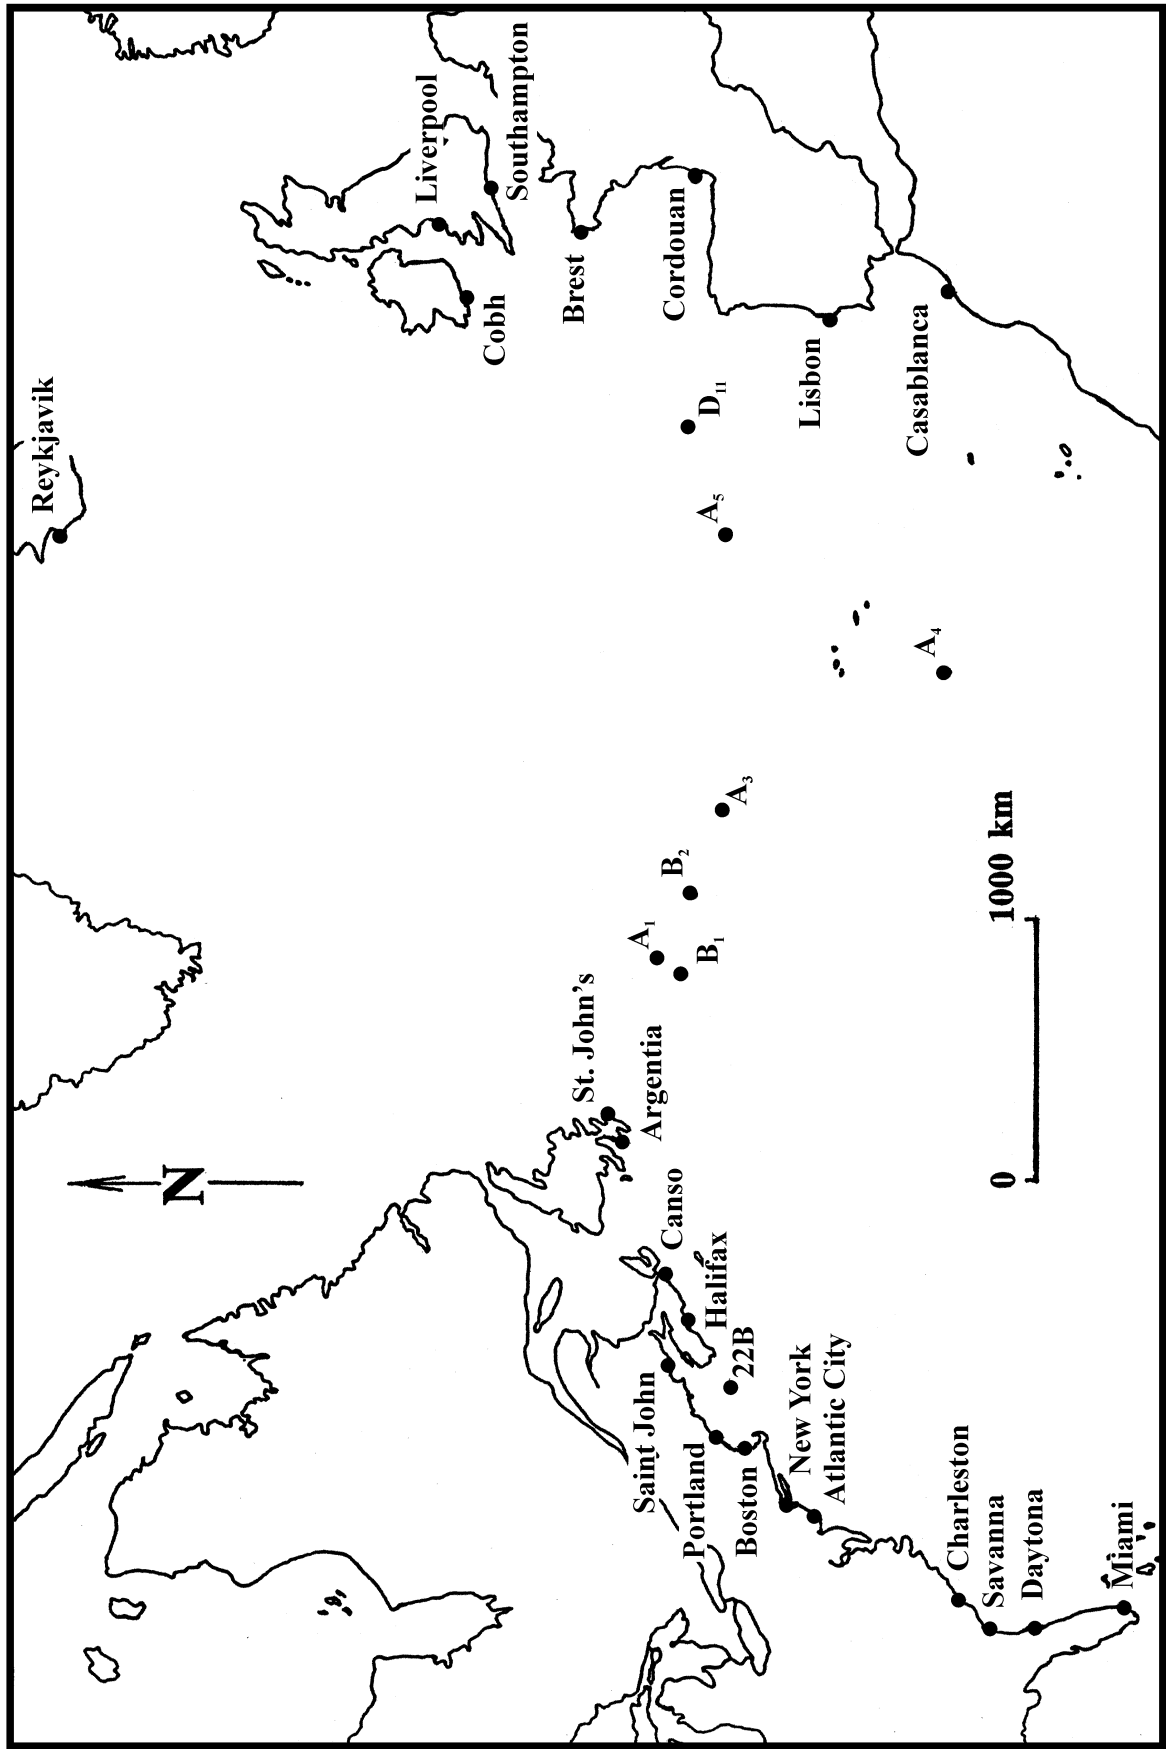 Reykjavik
Liverpool
Southampton
Cobh
Brest
Cordouan
D₁₁
A₅
Lisbon
Casablanca
A₄
A₃
B₂
A₁
B₁
St. John's
Argentia
N
Canso
Halifax
22B
Saint John
Portland
Boston
New York
Atlantic City
Charleston
Savanna
Daytona
Miami
0 1000 km